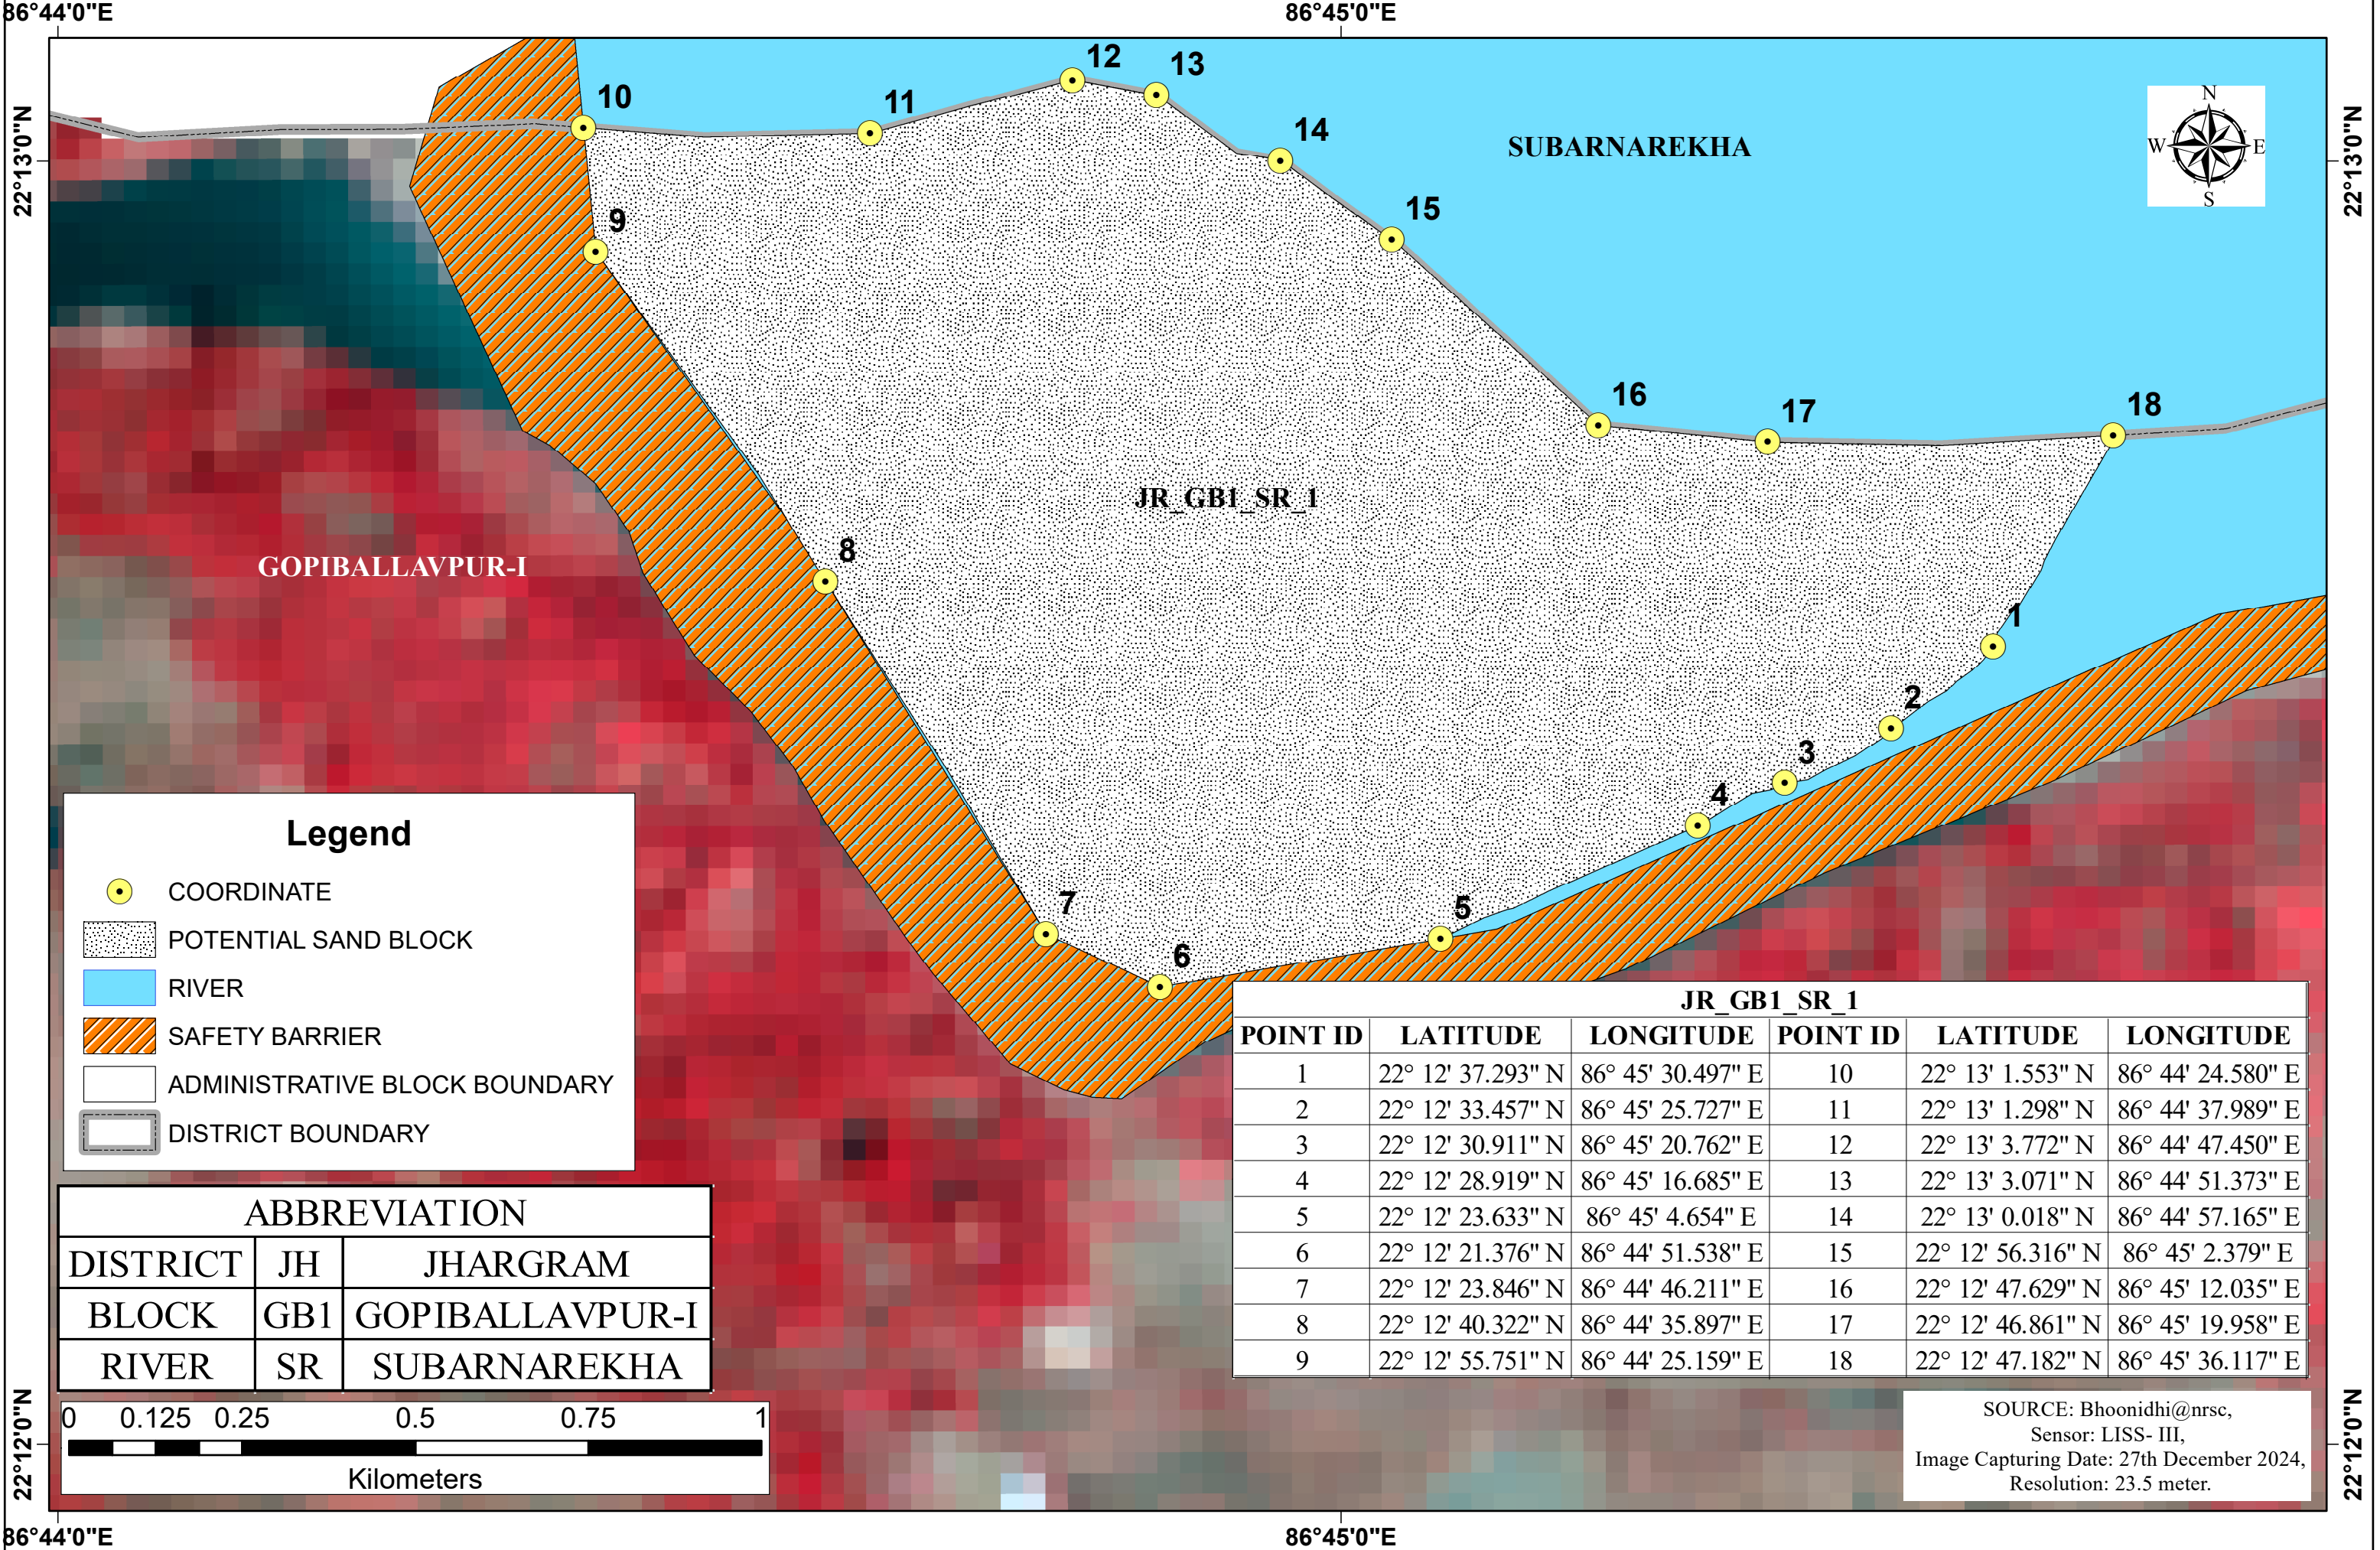 86°44'0"E
86°45'0"E
22°13'0"N
22°13'0"N
12
13
10
11
14
N
W
E
S
SUBARNAREKHA
15
9
16
17
18
JR_GB1_SR_1
8
GOPIBALLAVPUR-I
1
2
3
4
7
5
6
Legend
COORDINATE
POTENTIAL SAND BLOCK
RIVER
SAFETY BARRIER
ADMINISTRATIVE BLOCK BOUNDARY
DISTRICT BOUNDARY
JR_GB1_SR_1
POINT ID LATITUDE LONGITUDE POINT ID LATITUDE LONGITUDE
1 22° 12' 37.293" N 86° 45' 30.497" E 10 22° 13' 1.553" N 86° 44' 24.580" E
2 22° 12' 33.457" N 86° 45' 25.727" E 11 22° 13' 1.298" N 86° 44' 37.989" E
3 22° 12' 30.911" N 86° 45' 20.762" E 12 22° 13' 3.772" N 86° 44' 47.450" E
4 22° 12' 28.919" N 86° 45' 16.685" E 13 22° 13' 3.071" N 86° 44' 51.373" E
5 22° 12' 23.633" N 86° 45' 4.654" E 14 22° 13' 0.018" N 86° 44' 57.165" E
6 22° 12' 21.376" N 86° 44' 51.538" E 15 22° 12' 56.316" N 86° 45' 2.379" E
7 22° 12' 23.846" N 86° 44' 46.211" E 16 22° 12' 47.629" N 86° 45' 12.035" E
8 22° 12' 40.322" N 86° 44' 35.897" E 17 22° 12' 46.861" N 86° 45' 19.958" E
9 22° 12' 55.751" N 86° 44' 25.159" E 18 22° 12' 47.182" N 86° 45' 36.117" E
ABBREVIATION
DISTRICT JH JHARGRAM
BLOCK GB1 GOPIBALLAVPUR-I
RIVER SR SUBARNAREKHA
0 0.125 0.25 0.5 0.75 1
Kilometers
SOURCE: Bhoonidhi@nrsc,
Sensor: LISS- III,
Image Capturing Date: 27th December 2024,
Resolution: 23.5 meter.
22°12'0"N
22°12'0"N
86°44'0"E
86°45'0"E